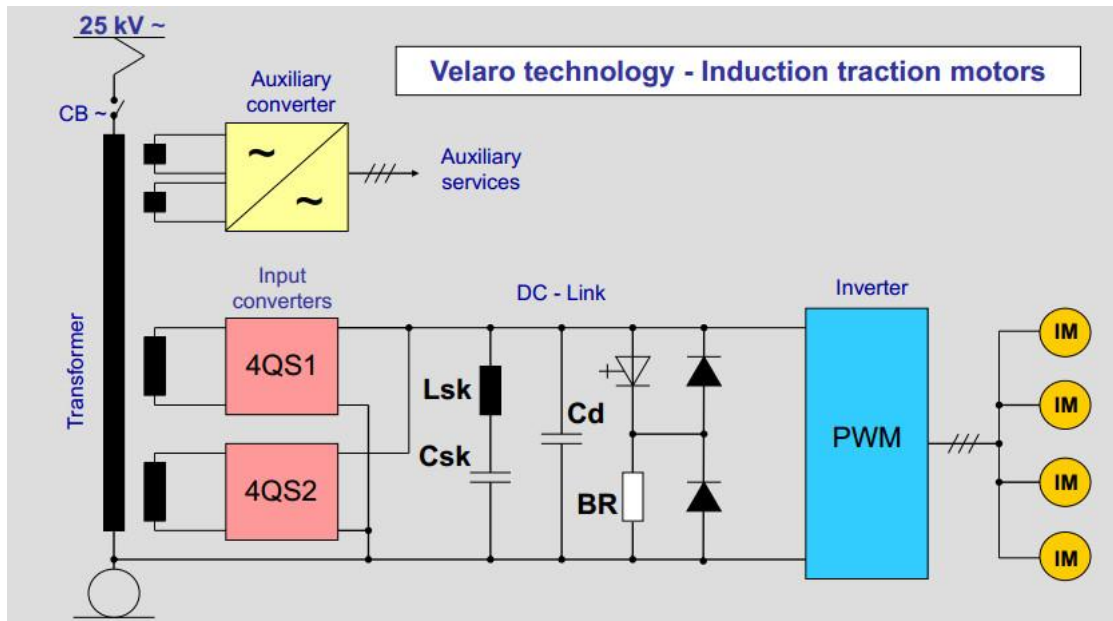 25 kV ~
Velaro technology - Induction traction motors
Auxiliary
converter
CB ~
~
~
Auxiliary
services
Transformer
Input
converters
DC - Link
Inverter
4QS1
4QS2
Lsk
Csk
Cd
BR
PWM
IM
IM
IM
IM